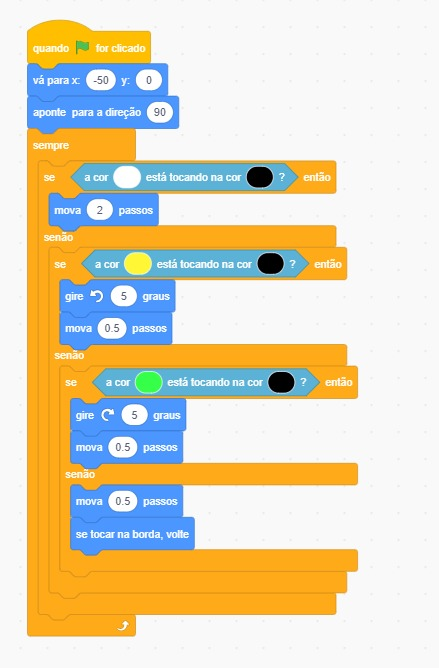 quando for clicado
vá para x: -50 y: 0
aponte para a direção 90
sempre
se a cor está tocando na cor ? então
mova 2 passos
senão
se a cor está tocando na cor ? então
gire 5 graus
mova 0.5 passos
senão
se a cor está tocando na cor ? então
gire 5 graus
mova 0.5 passos
senão
mova 0.5 passos
se tocar na borda, volte